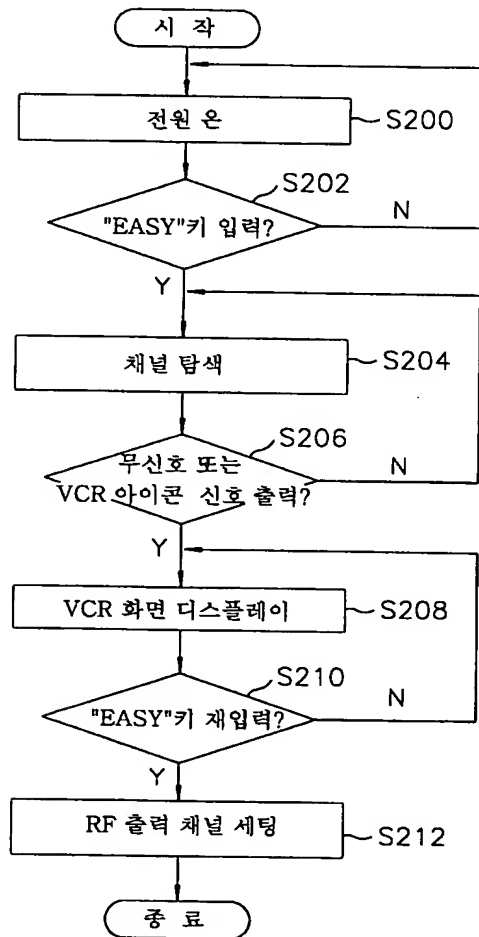 시 작
전원 온
S200
S202
"EASY"키 입력?
N
Y
채널 탐색
S204
S206
무신호 또는
VCR 아이콘 신호 출력?
N
Y
VCR 화면 디스플레이
S208
S210
"EASY"키 재입력?
N
Y
RF 출력 채널 세팅
S212
종 료